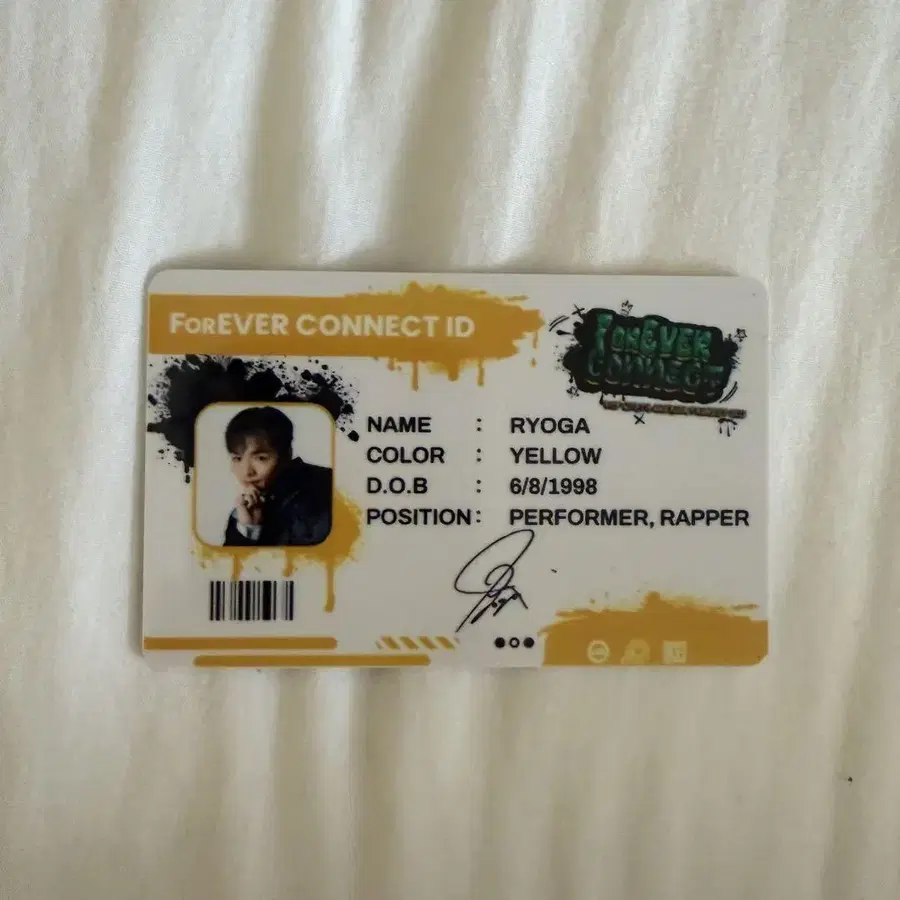 FOREVER CONNECT ID
FOREVER
CONNECT
NAME : RYOGA
COLOR : YELLOW
D.O.B : 6/8/1998
POSITION : PERFORMER, RAPPER